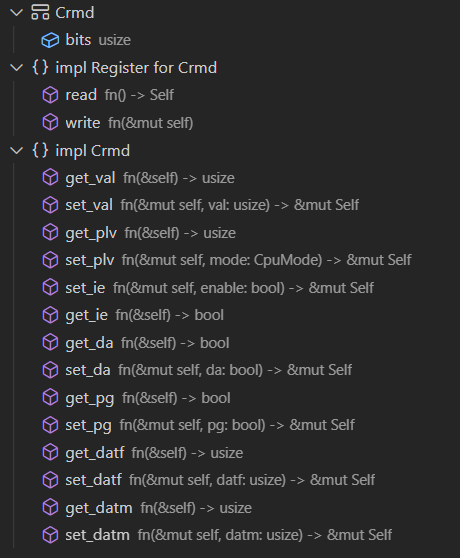 Crmd
bits usize
{} impl Register for Crmd
read fn() -> Self
write fn(&mut self)
{} impl Crmd
get_val fn(&self) -> usize
set_val fn(&mut self, val: usize) -> &mut Self
get_plv fn(&self) -> usize
set_plv fn(&mut self, mode: CpuMode) -> &mut Self
set_ie fn(&mut self, enable: bool) -> &mut Self
get_ie fn(&self) -> bool
get_da fn(&self) -> bool
set_da fn(&mut self, da: bool) -> &mut Self
get_pg fn(&self) -> bool
set_pg fn(&mut self, pg: bool) -> &mut Self
get_datf fn(&self) -> usize
set_datf fn(&mut self, datf: usize) -> &mut Self
get_datm fn(&self) -> usize
set_datm fn(&mut self, datm: usize) -> &mut Self